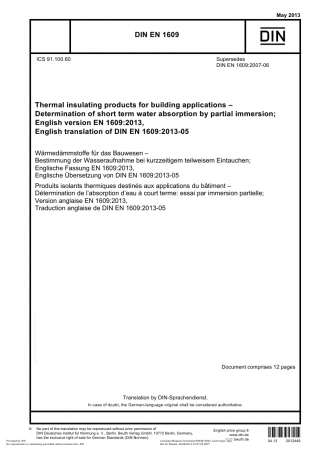 May 2013
DIN EN 1609
DIN
ICS 91.100.60
Supersedes
DIN EN 1609:2007-06
Thermal insulating products for building applications –
Determination of short term water absorption by partial immersion;
English version EN 1609:2013,
English translation of DIN EN 1609:2013-05
Wärmedämmstoffe für das Bauwesen –
Bestimmung der Wasseraufnahme bei kurzzeitigem teilweisem Eintauchen;
Englische Fassung EN 1609:2013,
Englische Übersetzung von DIN EN 1609:2013-05
Produits isolants thermiques destinés aux applications du bâtiment –
Détermination de l'absorption d'eau à court terme: essai par immersion partielle;
Version anglaise EN 1609:2013,
Traduction anglaise de DIN EN 1609:2013-05
Document comprises 12 pages
Translation by DIN-Sprachendienst.
In case of doubt, the German-language original shall be considered authoritative.
© No part of this translation may be reproduced without prior permission of
DIN Deutsches Institut für Normung e. V., Berlin. Beuth Verlag GmbH, 10772 Berlin, Germany,
has the exclusive right of sale for German Standards (DIN-Normen).
English price group 8
www.din.de
www.beuth.de